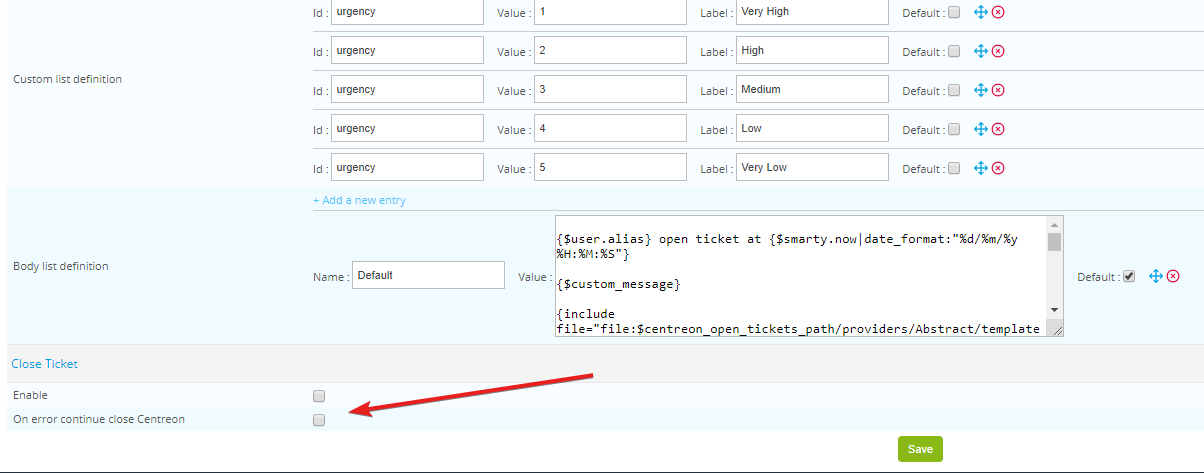 Id : urgency Value : 1 Label : Very High Default :
Id : urgency Value : 2 Label : High Default :
Custom list definition
Id : urgency Value : 3 Label : Medium Default :
Id : urgency Value : 4 Label : Low Default :
Id : urgency Value : 5 Label : Very Low Default :
+ Add a new entry
Body list definition
Name : Default Value :
{$user.alias} open ticket at {$smarty.now|date_format:"%d/%m/%y
%H:%M:%S"}
{$custom_message}
{include
file="file:$centreon_open_tickets_path/providers/Abstract/template
Default :
Close Ticket
Enable
On error continue close Centreon
Save